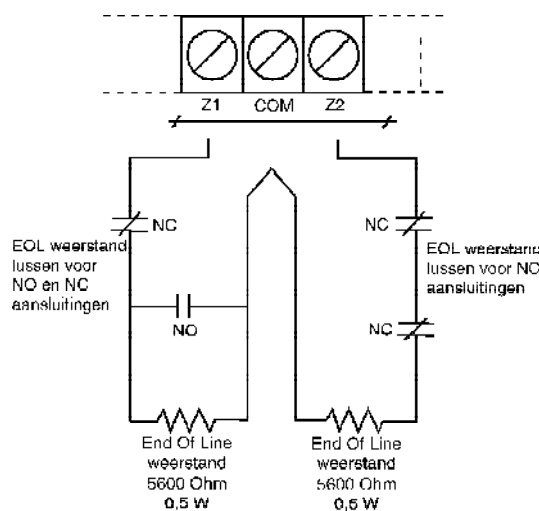 Z1 COM Z2
NC
EOL weerstand
lussen voor
NO en NC
aansluitingen
NO
NC
EOL weerstand
lussen voor NC
aansluitingen
NC
End Of Line
weerstand
5600 Ohm
0,5 W
End Of Line
weerstand
5600 Ohm
0,5 W